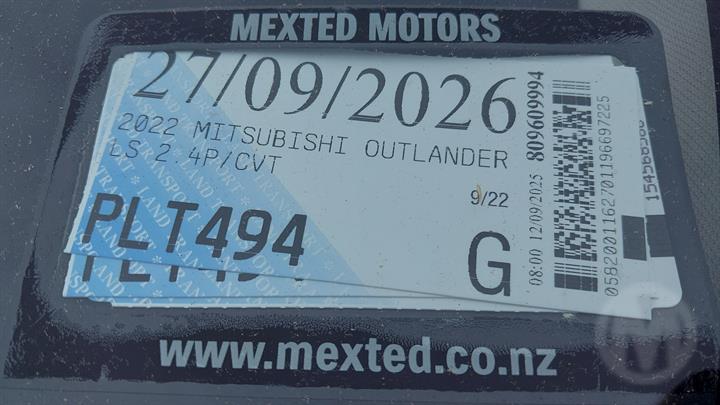 MEXTED MOTORS
27/09/2026
2022 MITSUBISHI OUTLANDER
LS 2.4P/CVT
9/22
PLT494
G
08:00 12/09/2025 809609994
0582001162701196697225
www.mexted.co.nz
M